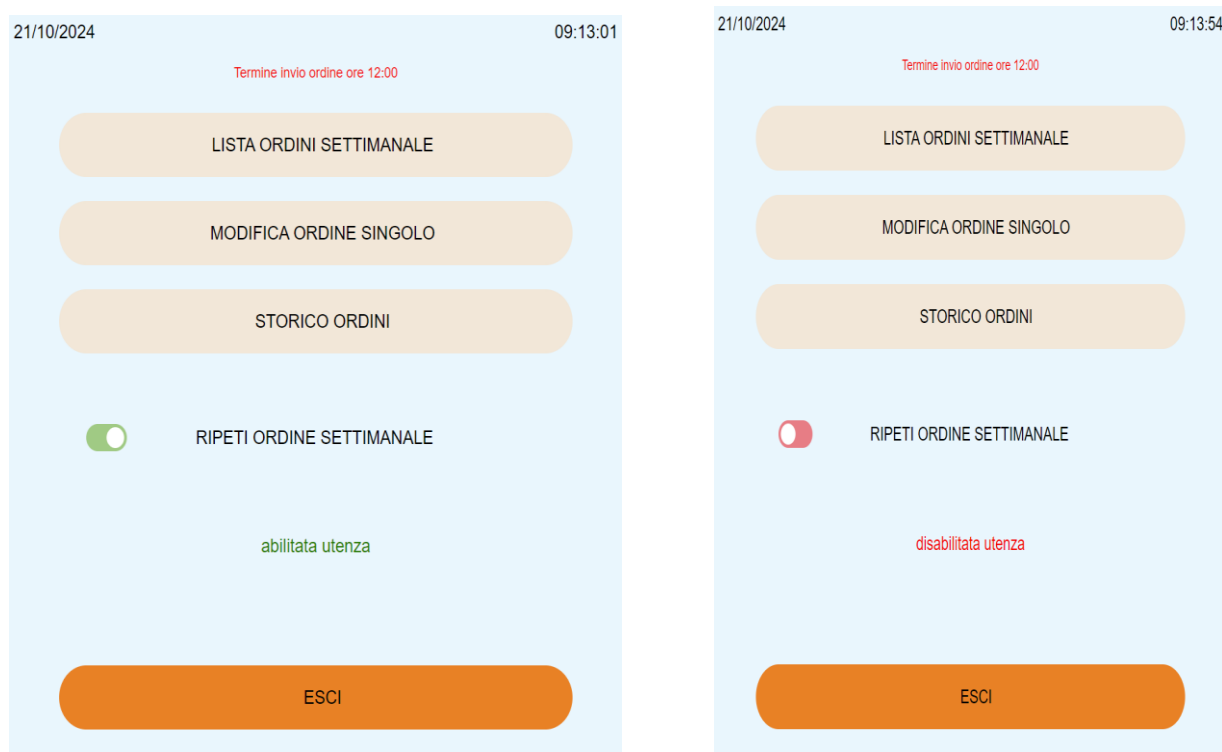 21/10/2024 09:13:01
Termine invio ordine ore 12:00
LISTA ORDINI SETTIMANALE
MODIFICA ORDINE SINGOLO
STORICO ORDINI
RIPETI ORDINE SETTIMANALE
abilitata utenza
ESCI
21/10/2024 09:13:54
Termine invio ordine ore 12:00
LISTA ORDINI SETTIMANALE
MODIFICA ORDINE SINGOLO
STORICO ORDINI
RIPETI ORDINE SETTIMANALE
disabilitata utenza
ESCI